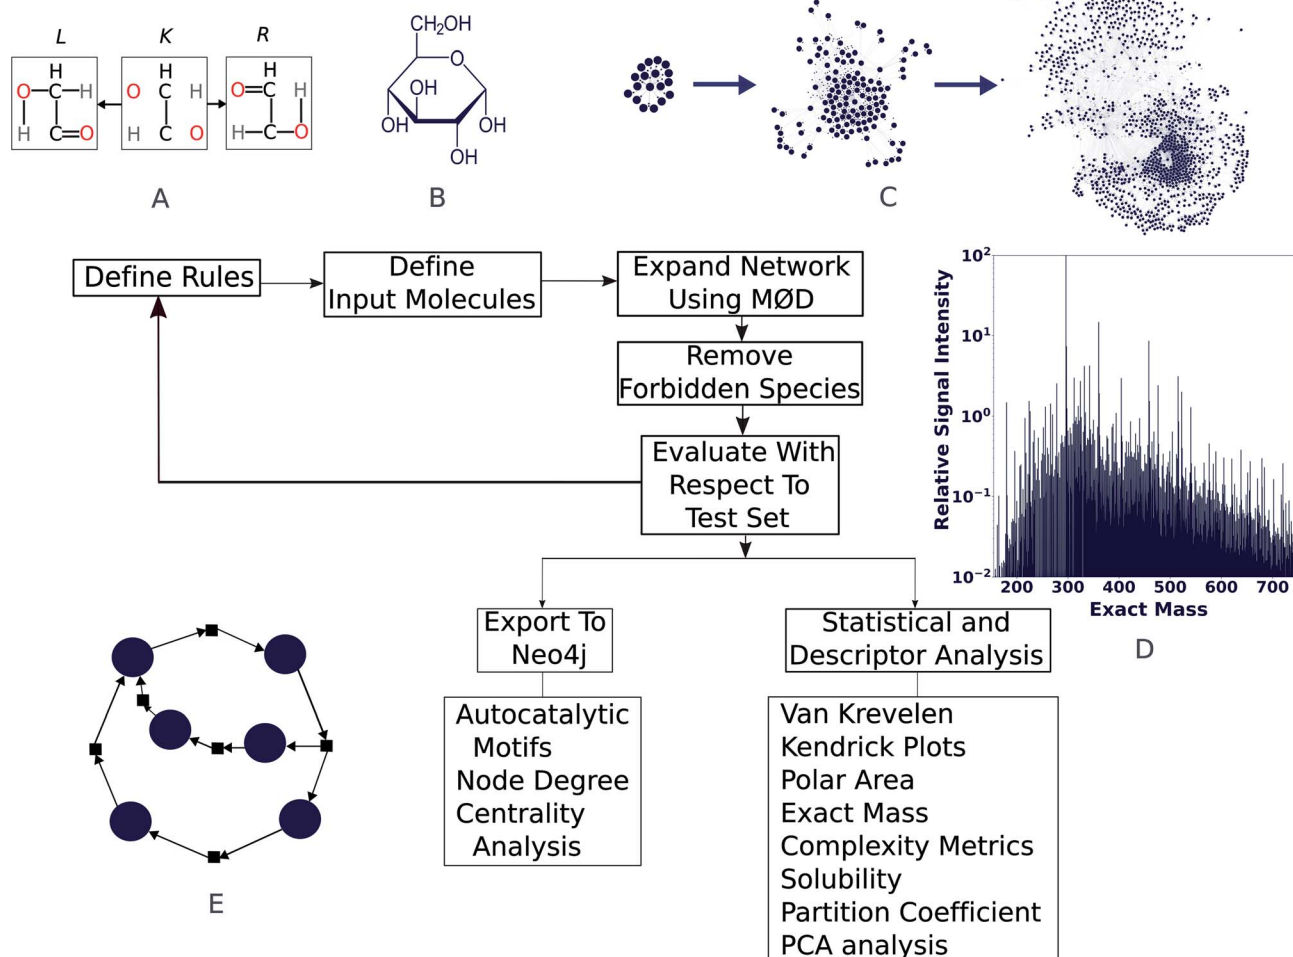 L K R
H
O C H
H C O
O C H
H C O
H
O C H
H C O
A
CH2OH
O
OH
OH OH
OH
B
C
Define Rules
Define
Input Molecules
Expand Network
Using MØD
Remove
Forbidden Species
Evaluate With
Respect To
Test Set
Relative Signal Intensity
10²
10¹
10⁰
10⁻¹
10⁻²
200 300 400 500 600 700
Exact Mass
D
Export To
Neo4j
Autocatalytic
Motifs
Node Degree
Centrality
Analysis
Statistical and
Descriptor Analysis
Van Krevelen
Kendrick Plots
Polar Area
Exact Mass
Complexity Metrics
Solubility
Partition Coefficient
PCA analysis
E